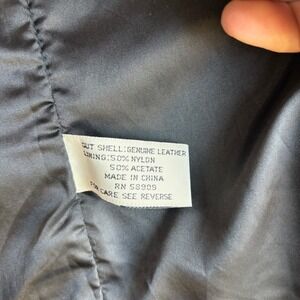 OUT SHELL:GENUINE LEATHER
LINING:50% NYLON
50% ACETATE
MADE IN CHINA
RN 58909
FOR CARE SEE REVERSE